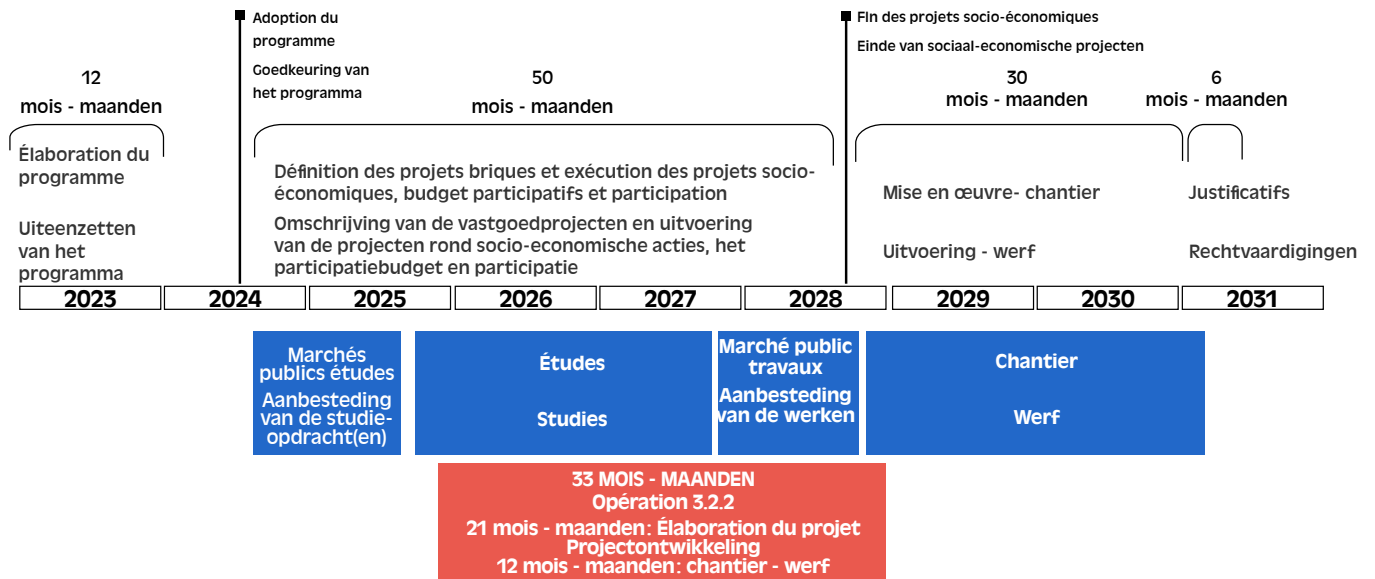 Adoption du
programme
Goedkeuring van
het programma
Fin des projets socio-économiques
Einde van sociaal-economische projecten
12
mois - maanden
50
mois - maanden
30
mois - maanden
6
mois - maanden
Élaboration du
programme
Uiteenzetten
van het
programma
Définition des projets briques et exécution des projets socio-
économiques, budget participatifs et participation
Omschrijving van de vastgoedprojecten en uitvoering
van de projecten rond socio-economische acties, het
participatiebudget en participatie
Mise en œuvre- chantier
Uitvoering - werf
Justificatifs
Rechtvaardigingen
2023
2024
2025
2026
2027
2028
2029
2030
2031
Marchés
publics études
Aanbesteding
van de studie-
opdracht(en)
Études
Studies
Marché public
travaux
Aanbesteding
van de werken
Chantier
Werf
33 MOIS - MAANDEN
Opération 3.2.2
21 mois - maanden: Élaboration du projet
Projectontwikkeling
12 mois - maanden: chantier - werf